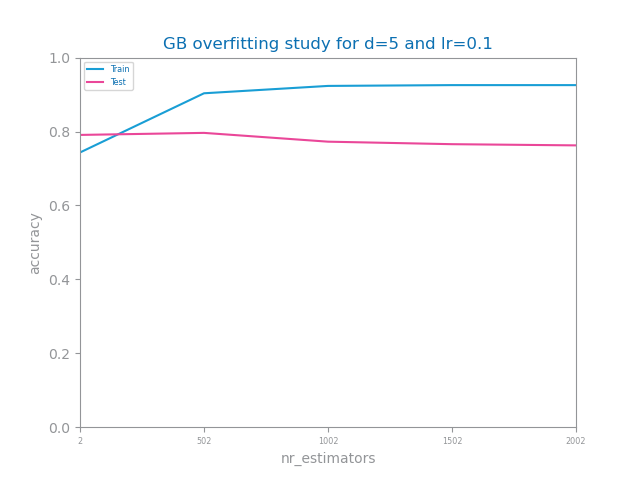 GB overfitting study for d=5 and lr=0.1
1.0
Train
Test
0.8
0.6
accuracy
0.4
0.2
0.0
2 502 1002 1502 2002
nr_estimators